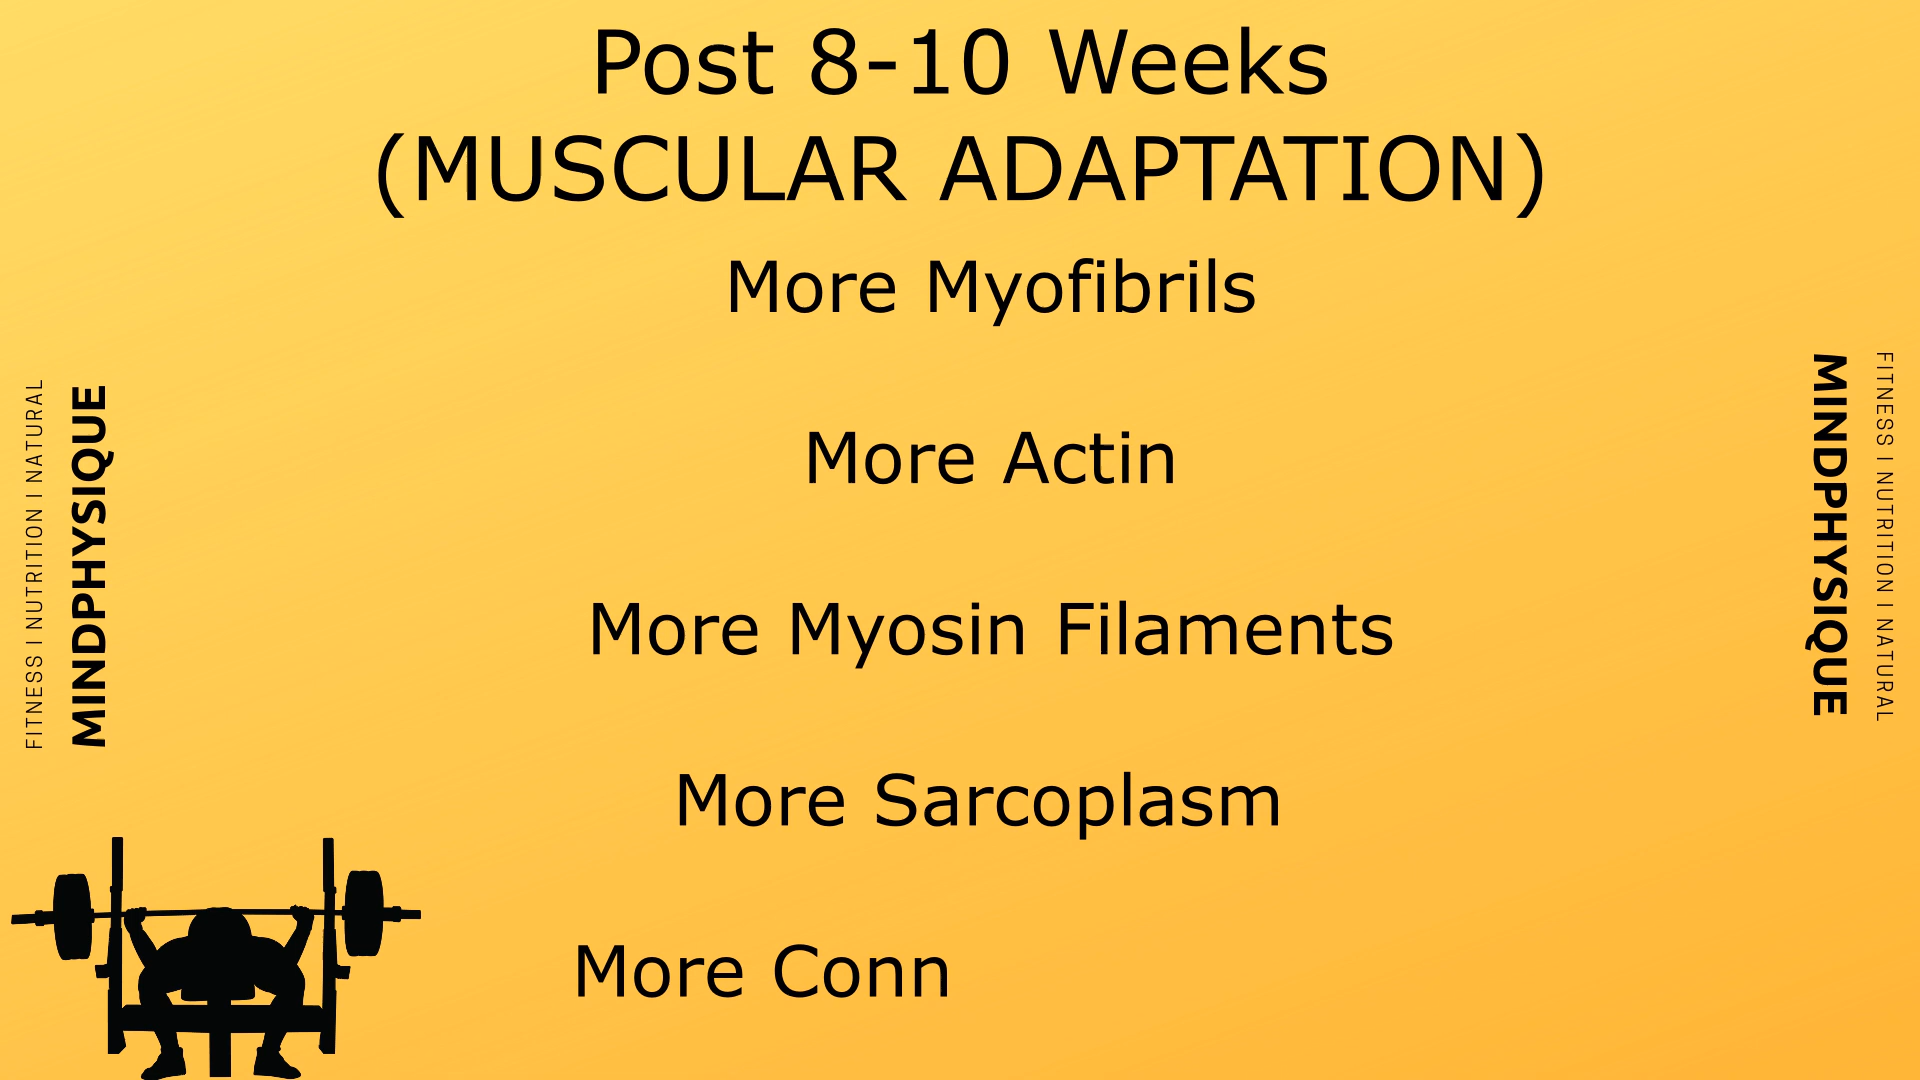 Post 8-10 Weeks
(MUSCULAR ADAPTATION)
More Myofibrils
More Actin
More Myosin Filaments
More Sarcoplasm
More Conn
FITNESS I NUTRITION I NATURAL
MINDPHYSIQUE
MINDPHYSIQUE
FITNESS I NUTRITION I NATURAL